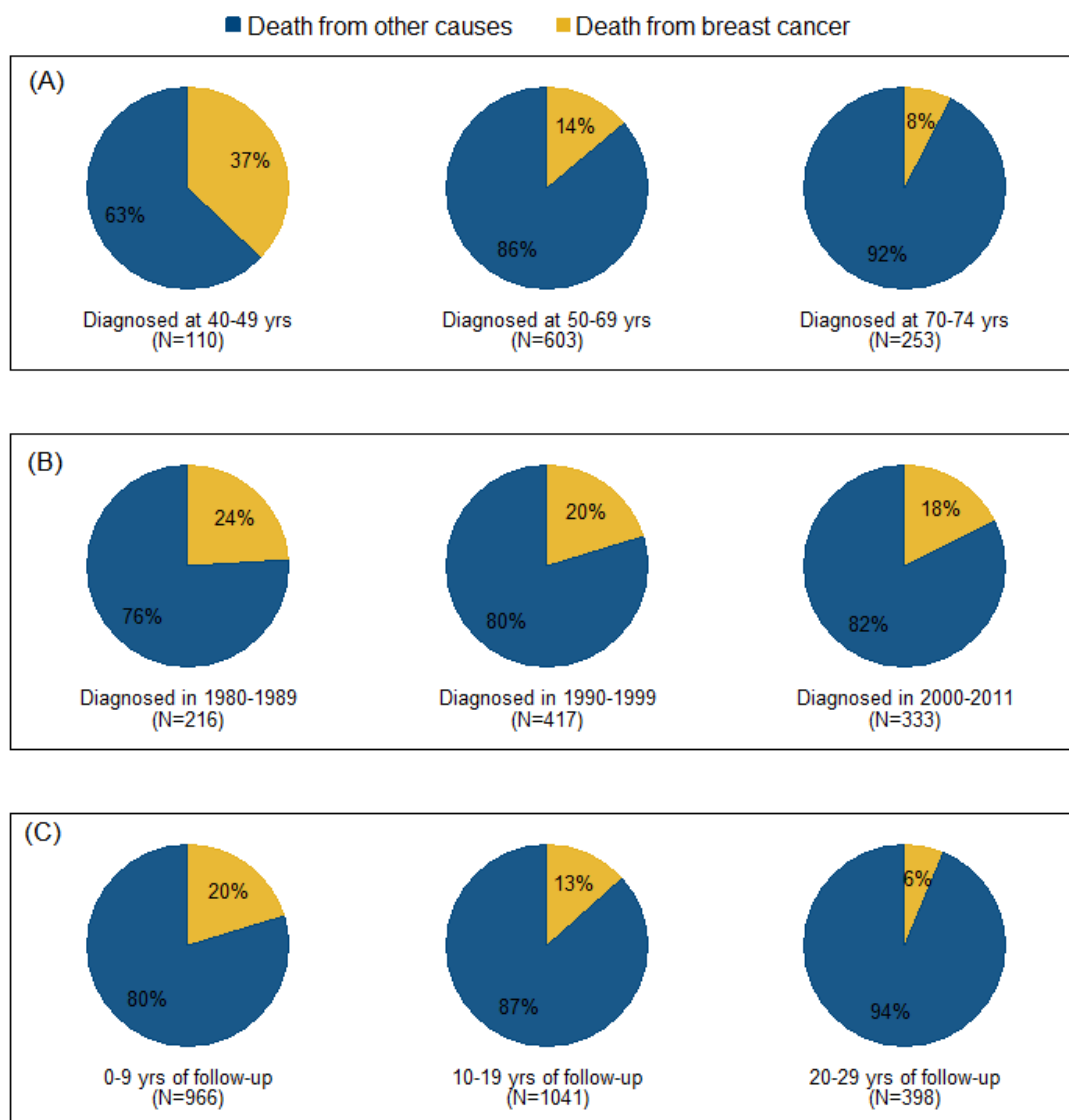 Death from other causes Death from breast cancer
(A)
37%
63%
14%
86%
8%
92%
Diagnosed at 40-49 yrs
(N=110)
Diagnosed at 50-69 yrs
(N=603)
Diagnosed at 70-74 yrs
(N=253)
(B)
24%
76%
20%
80%
18%
82%
Diagnosed in 1980-1989
(N=216)
Diagnosed in 1990-1999
(N=417)
Diagnosed in 2000-2011
(N=333)
(C)
20%
80%
13%
87%
6%
94%
0-9 yrs of follow-up
(N=966)
10-19 yrs of follow-up
(N=1041)
20-29 yrs of follow-up
(N=398)